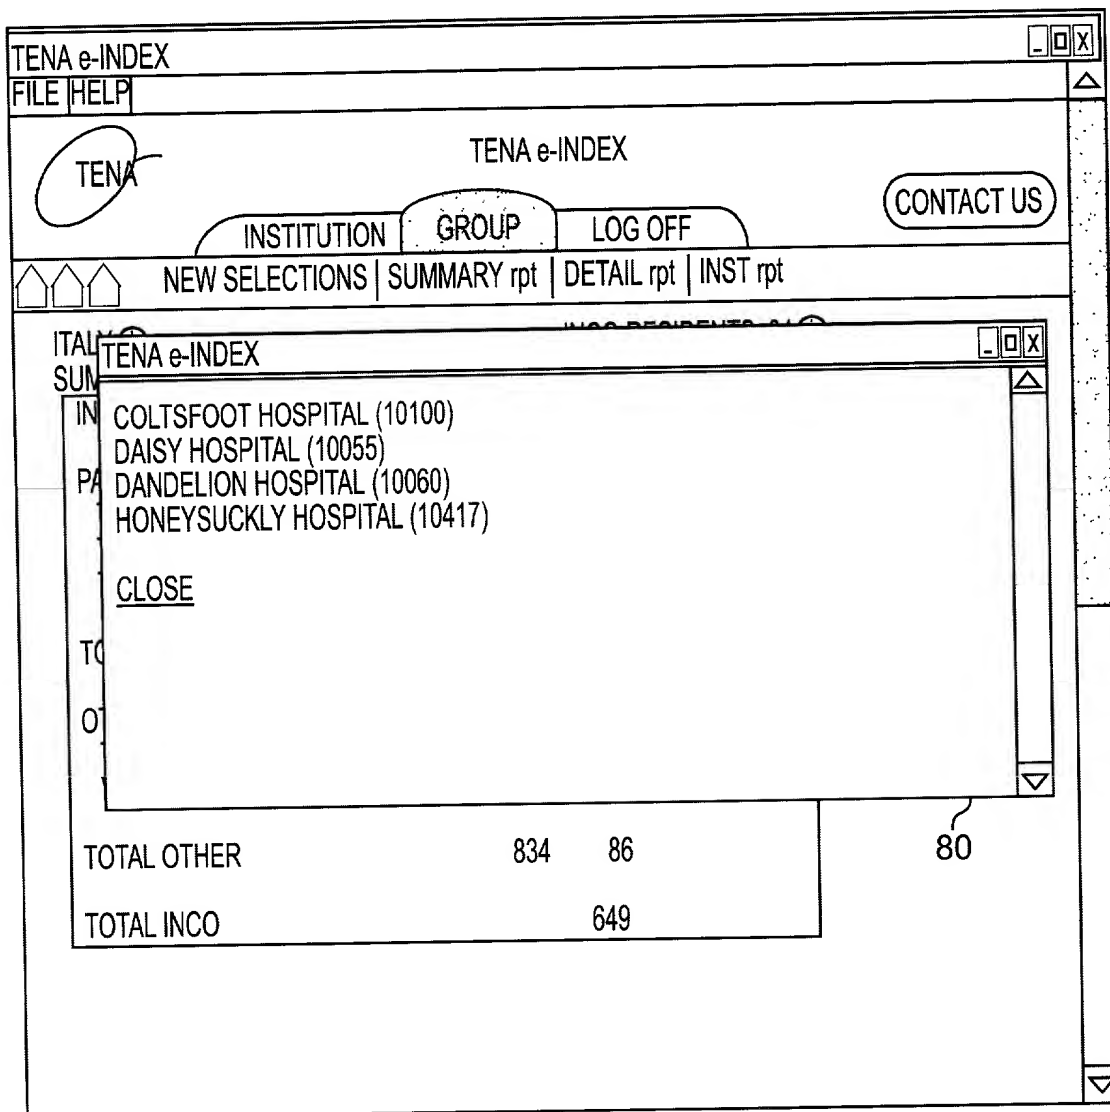 TENA e-INDEX
FILE HELP
TENA
TENA e-INDEX
CONTACT US
INSTITUTION GROUP LOG OFF
NEW SELECTIONS | SUMMARY rpt | DETAIL rpt | INST rpt
TENA e-INDEX
COLTSFOOT HOSPITAL (10100)
DAISY HOSPITAL (10055)
DANDELION HOSPITAL (10060)
HONEYSUCKLY HOSPITAL (10417)
CLOSE
80
TOTAL OTHER 834 86
TOTAL INCO 649